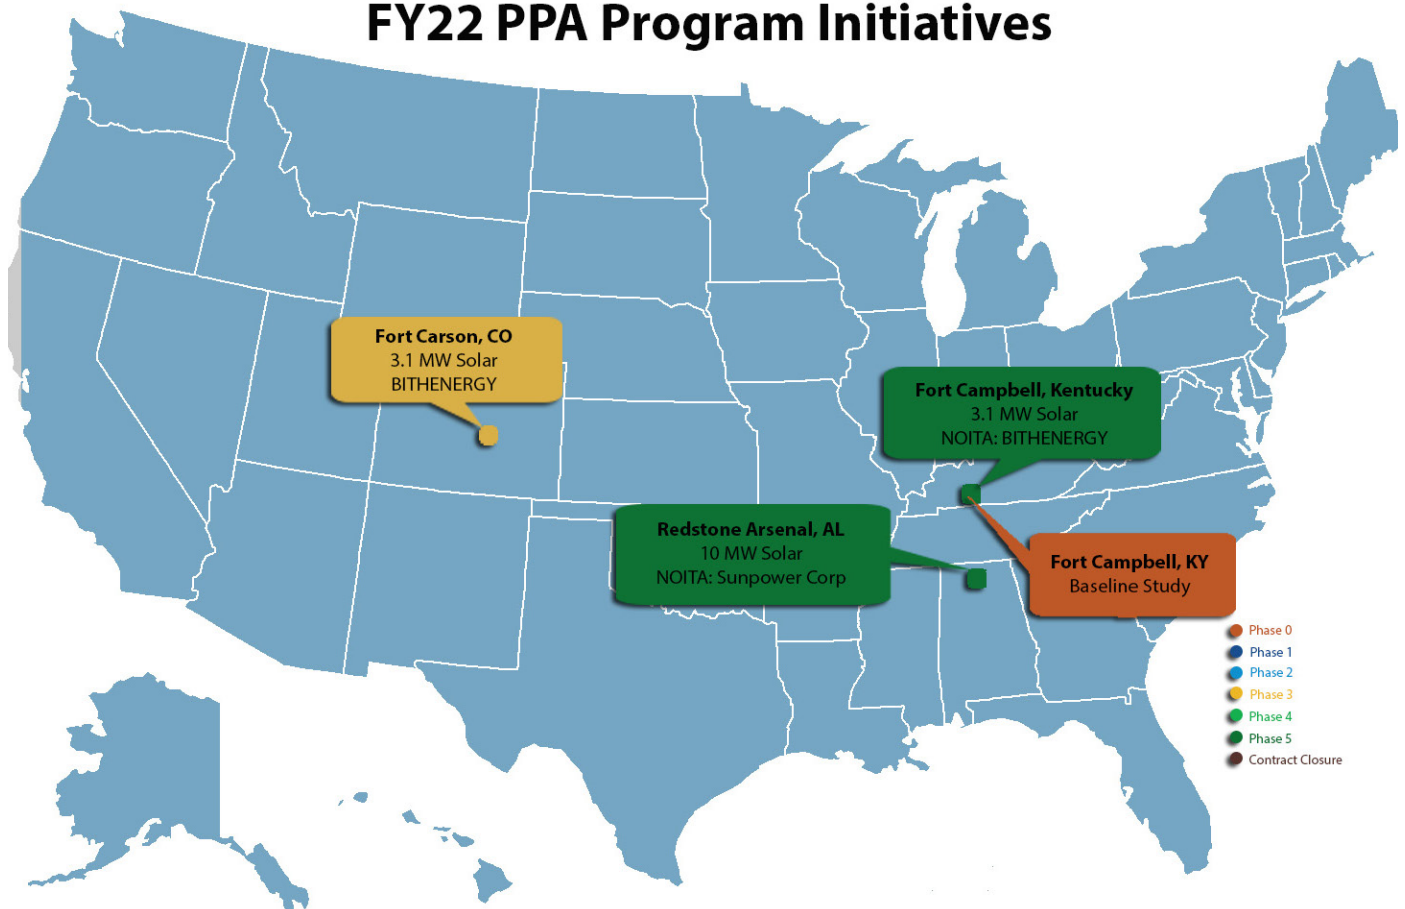 FY22 PPA Program Initiatives
Fort Carson, CO
3.1 MW Solar
BITHENERGY
Fort Campbell, Kentucky
3.1 MW Solar
NOITA: BITHENERGY
Redstone Arsenal, AL
10 MW Solar
NOITA: Sunpower Corp
Fort Campbell, KY
Baseline Study
Phase 0
Phase 1
Phase 2
Phase 3
Phase 4
Phase 5
Contract Closure